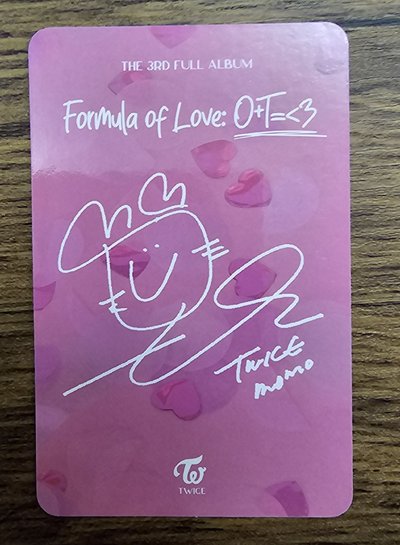 THE 3RD FULL ALBUM
Formula of Love: O+T=<3
TWICE
momo
TWICE